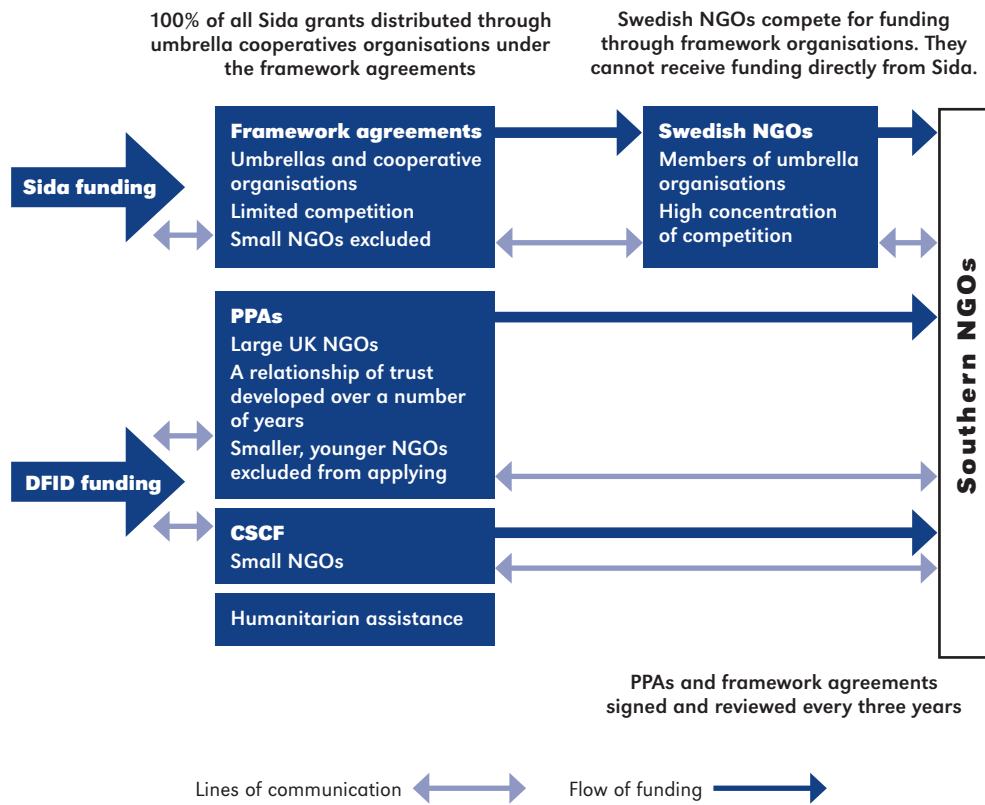 100% of all Sida grants distributed through
umbrella cooperatives organisations under
the framework agreements
Swedish NGOs compete for funding
through framework organisations. They
cannot receive funding directly from Sida.
Sida funding
Framework agreements
Umbrellas and cooperative
organisations
Limited competition
Small NGOs excluded
Swedish NGOs
Members of umbrella
organisations
High concentration
of competition
DFID funding
PPAs
Large UK NGOs
A relationship of trust
developed over a number
of years
Smaller, younger NGOs
excluded from applying
CSCF
Small NGOs
Humanitarian assistance
Southern NGOs
PPAs and framework agreements
signed and reviewed every three years
Lines of communication
Flow of funding